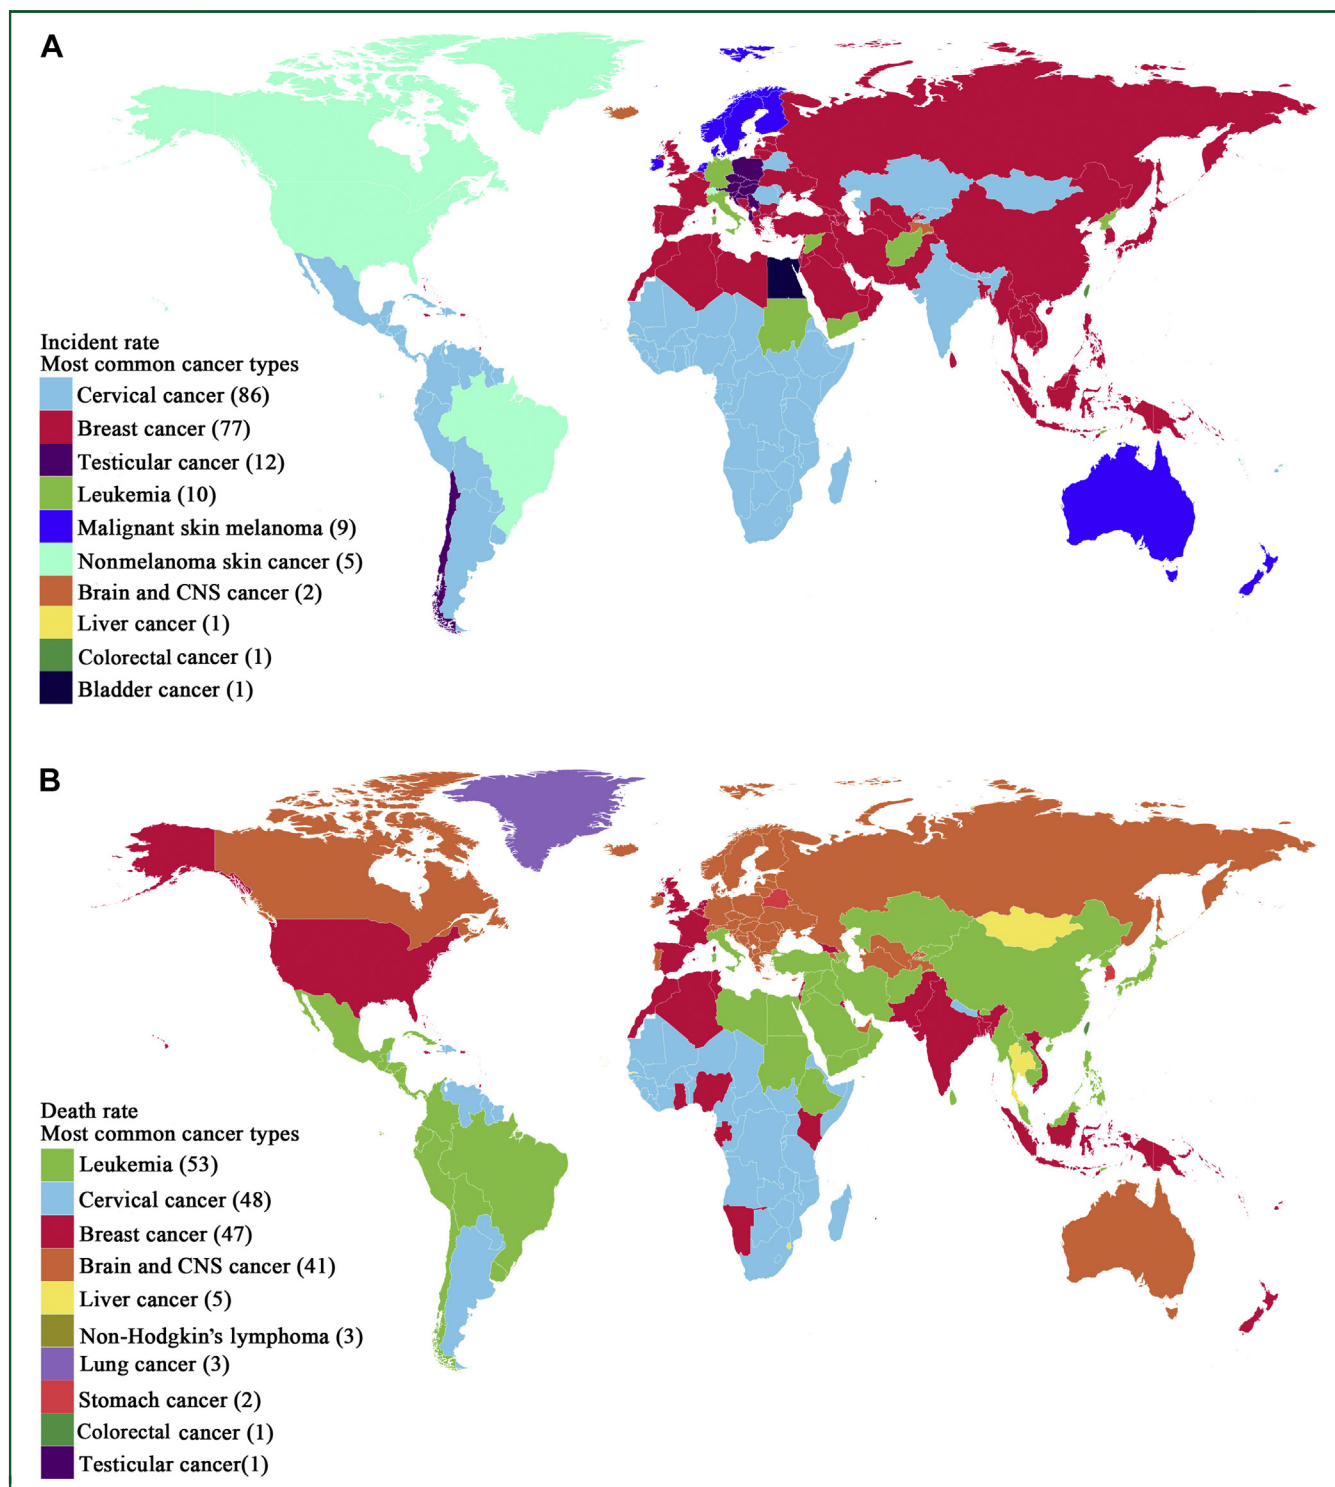 A
Incident rate
Most common cancer types
Cervical cancer (86)
Breast cancer (77)
Testicular cancer (12)
Leukemia (10)
Malignant skin melanoma (9)
Nonmelanoma skin cancer (5)
Brain and CNS cancer (2)
Liver cancer (1)
Colorectal cancer (1)
Bladder cancer (1)
B
Death rate
Most common cancer types
Leukemia (53)
Cervical cancer (48)
Breast cancer (47)
Brain and CNS cancer (41)
Liver cancer (5)
Non-Hodgkin’s lymphoma (3)
Lung cancer (3)
Stomach cancer (2)
Colorectal cancer (1)
Testicular cancer(1)